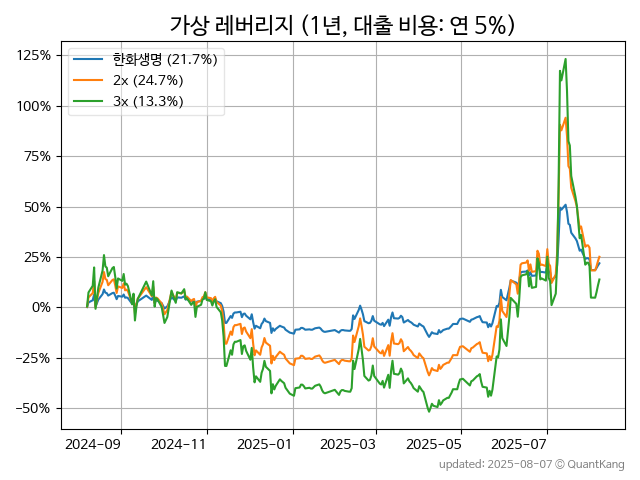 가상 레버리지 (1년, 대출 비용: 연 5%)
한화생명 (21.7%)
2x (24.7%)
3x (13.3%)
125%
100%
75%
50%
25%
0%
−25%
−50%
2024-09
2024-11
2025-01
2025-03
2025-05
2025-07
updated: 2025-08-07 © QuantKang